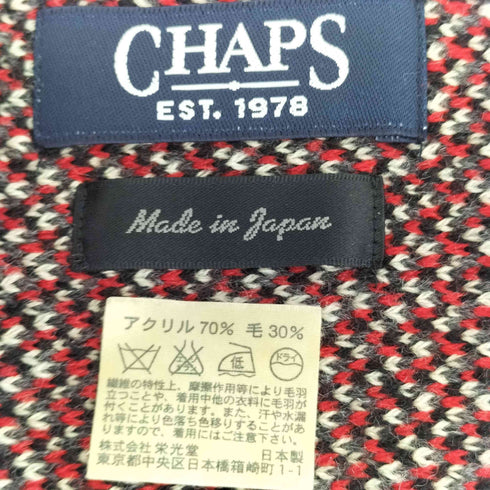 CHAPS
EST. 1978
Made in Japan
アクリル 70% 毛 30%
低 ドライ
繊維の特性上、摩擦作用等により毛羽
立つことや、着用中他の衣料に毛羽が
付くことがあります。また、汗や水濡
れ等により色落ち色移りすることがあ
りますので、着用にはご注意下さい。
株式会社 栄光堂 日本製
東京都中央区日本橋箱崎町1-1